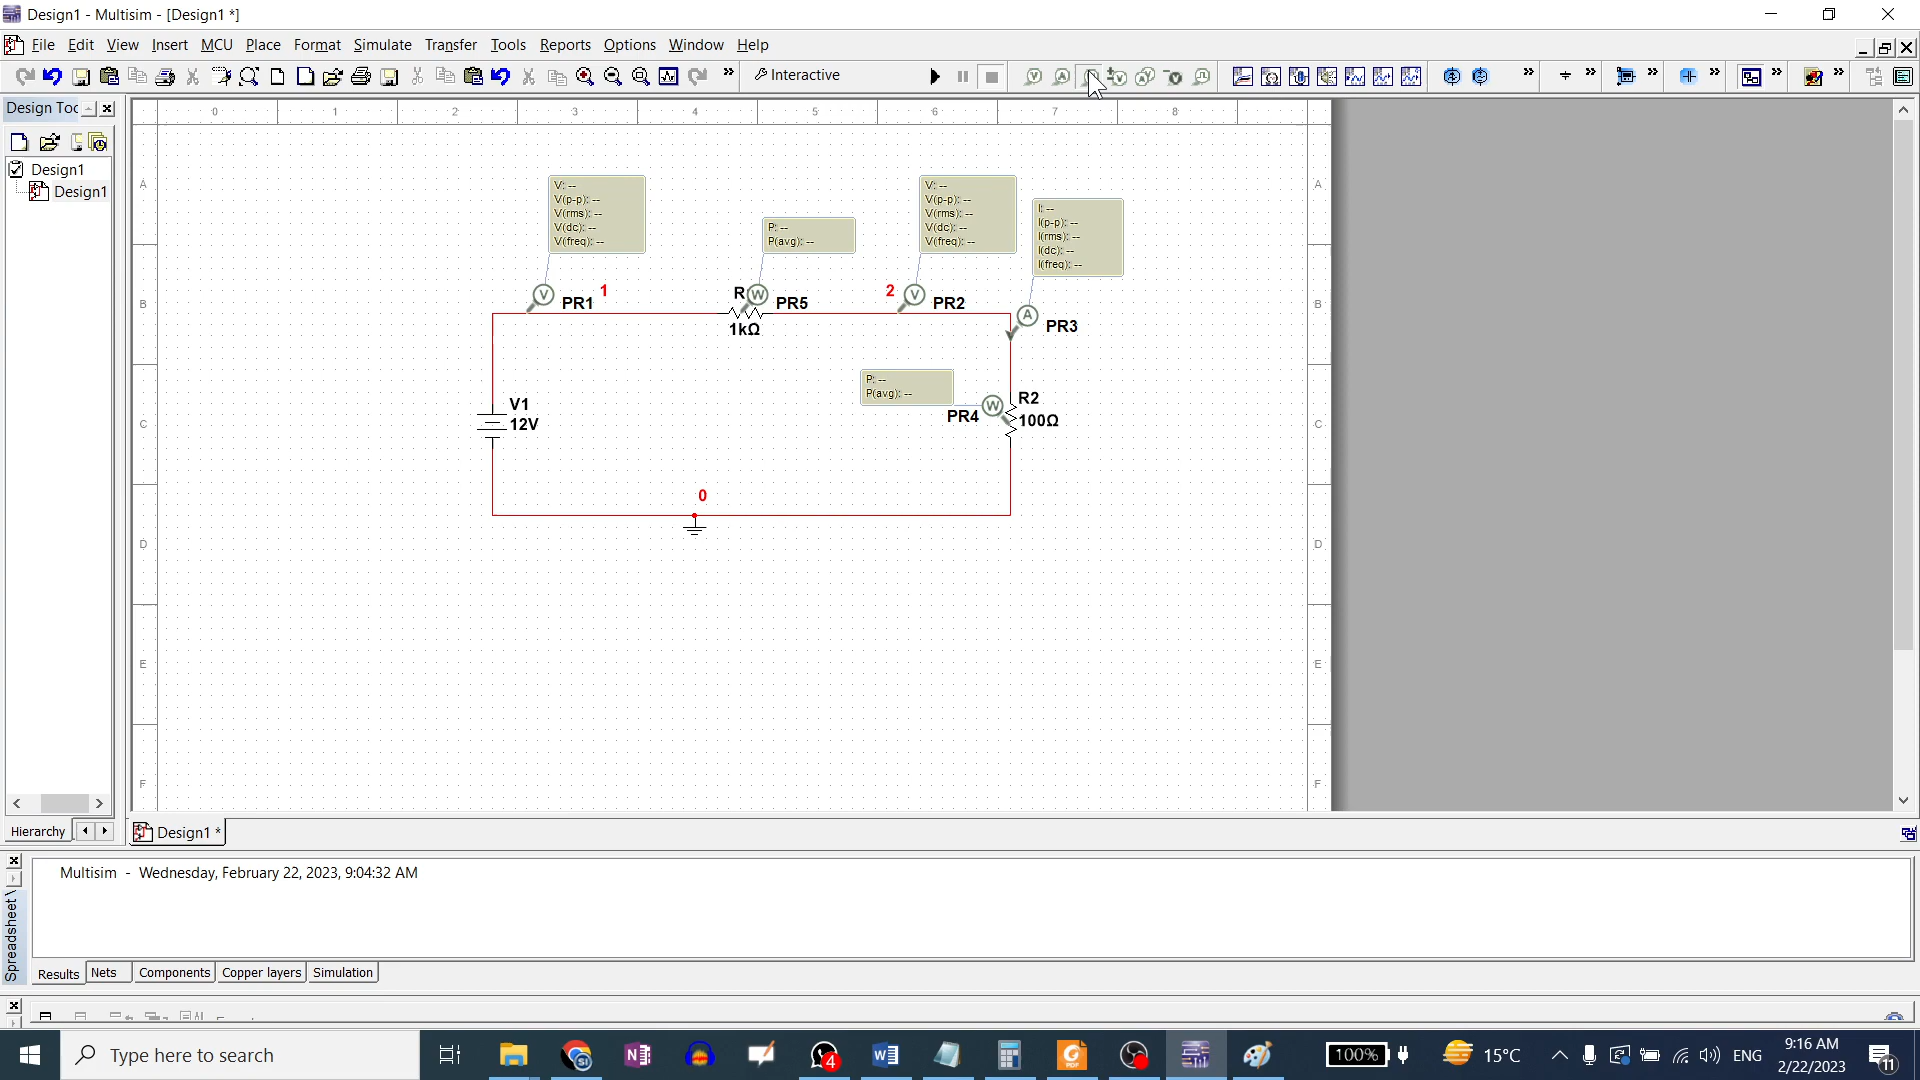 Design1 - Multisim - [Design1 *]
File Edit View Insert MCU Place Format Simulate Transfer Tools Reports Options Window Help
Interactive
Design Toc
Design1
Design1
Hierarchy
0 1 2 3 4 5 6 7 8
A
B
C
D
E
F
A
B
C
D
E
F
V: --
V(p-p): --
V(rms): --
V(dc): --
V(freq): --
P: --
P(avg): --
V: --
V(p-p): --
V(rms): --
V(dc): --
V(freq): --
I: --
I(p-p): --
I(rms): --
I(dc): --
I(freq): --
V PR1 1
R W PR5
1kΩ
2 V PR2
A PR3
P: --
P(avg): --
PR4 W
R2
100Ω
V1
12V
0
Design1 *
Multisim - Wednesday, February 22, 2023, 9:04:32 AM
Spreadsheet \
Results Nets Components Copper layers Simulation
Type here to search
4
100%
15°C
ENG
9:16 AM
2/22/2023
11